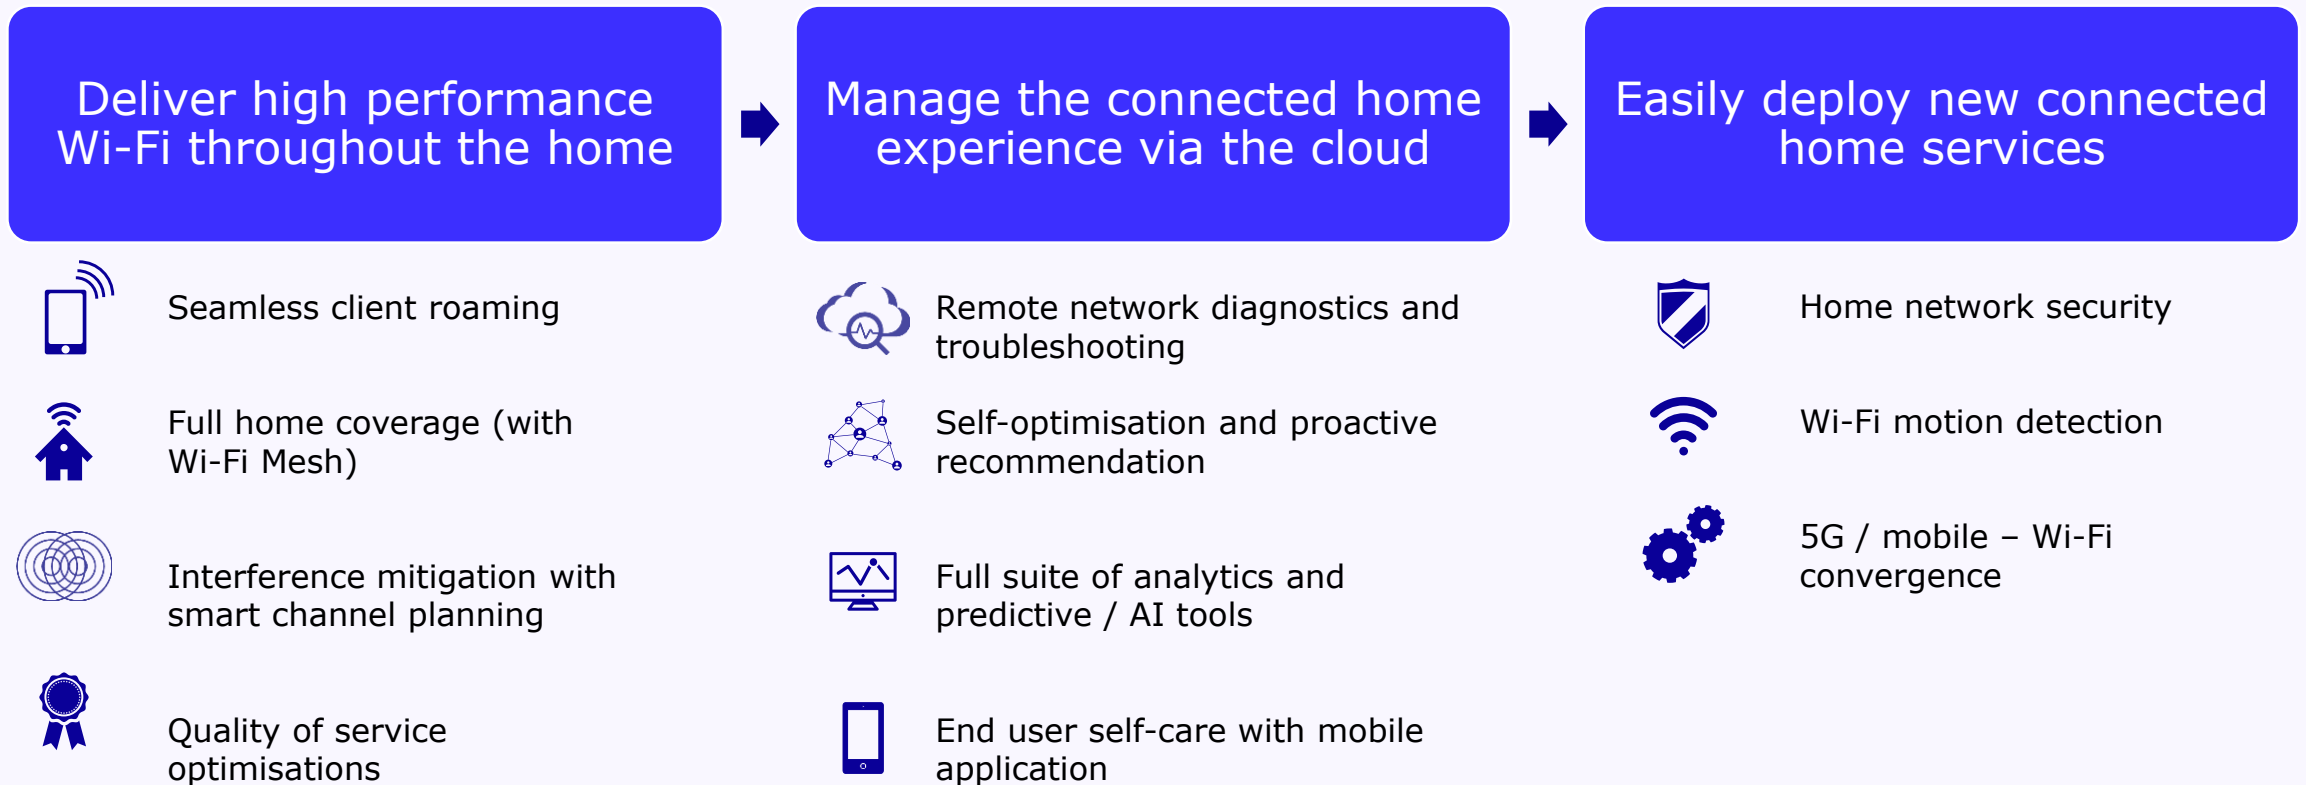 Deliver high performance
Wi-Fi throughout the home
Seamless client roaming
Full home coverage (with
Wi-Fi Mesh)
Interference mitigation with
smart channel planning
Quality of service
optimisations
Manage the connected home
experience via the cloud
Remote network diagnostics and
troubleshooting
Self-optimisation and proactive
recommendation
Full suite of analytics and
predictive / AI tools
End user self-care with mobile
application
Easily deploy new connected
home services
Home network security
Wi-Fi motion detection
5G / mobile – Wi-Fi
convergence